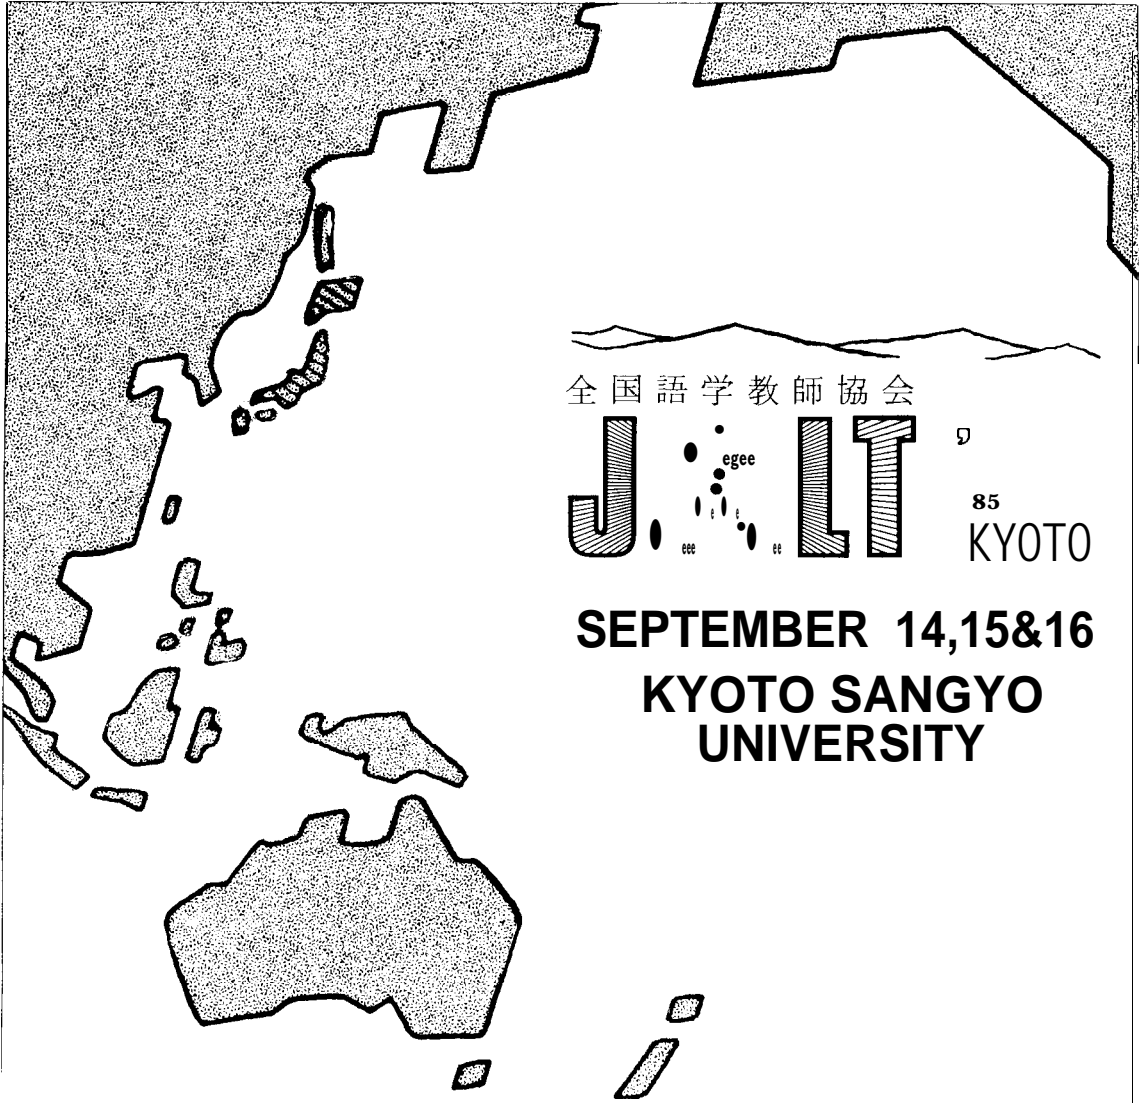 全国語学教師協会
JALT '85
KYOTO
SEPTEMBER 14,15&16
KYOTO SANGYO
UNIVERSITY